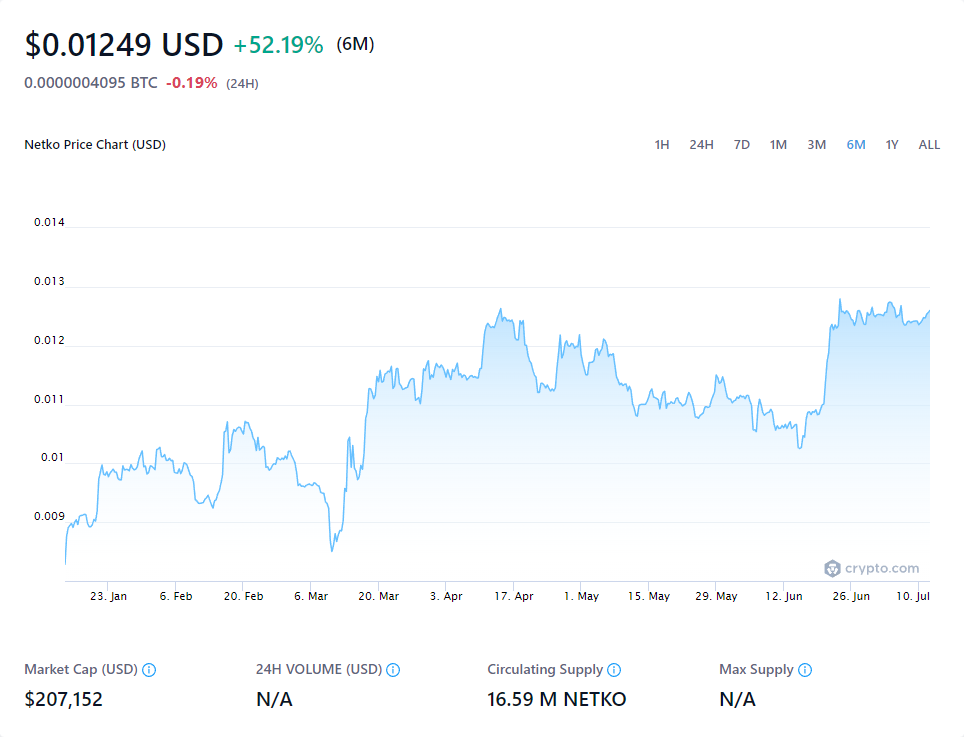 $0.01249 USD +52.19% (6M)
0.0000004095 BTC -0.19% (24H)
Netko Price Chart (USD) 1H 24H 7D 1M 3M 6M 1Y ALL
0.014
0.013
0.012
0.011
0.01
0.009
crypto.com
23. Jan 6. Feb 20. Feb 6. Mar 20. Mar 3. Apr 17. Apr 1. May 15. May 29. May 12. Jun 26. Jun 10. Jul
Market Cap (USD) 24H VOLUME (USD) Circulating Supply Max Supply
$207,152 N/A 16.59 M NETKO N/A